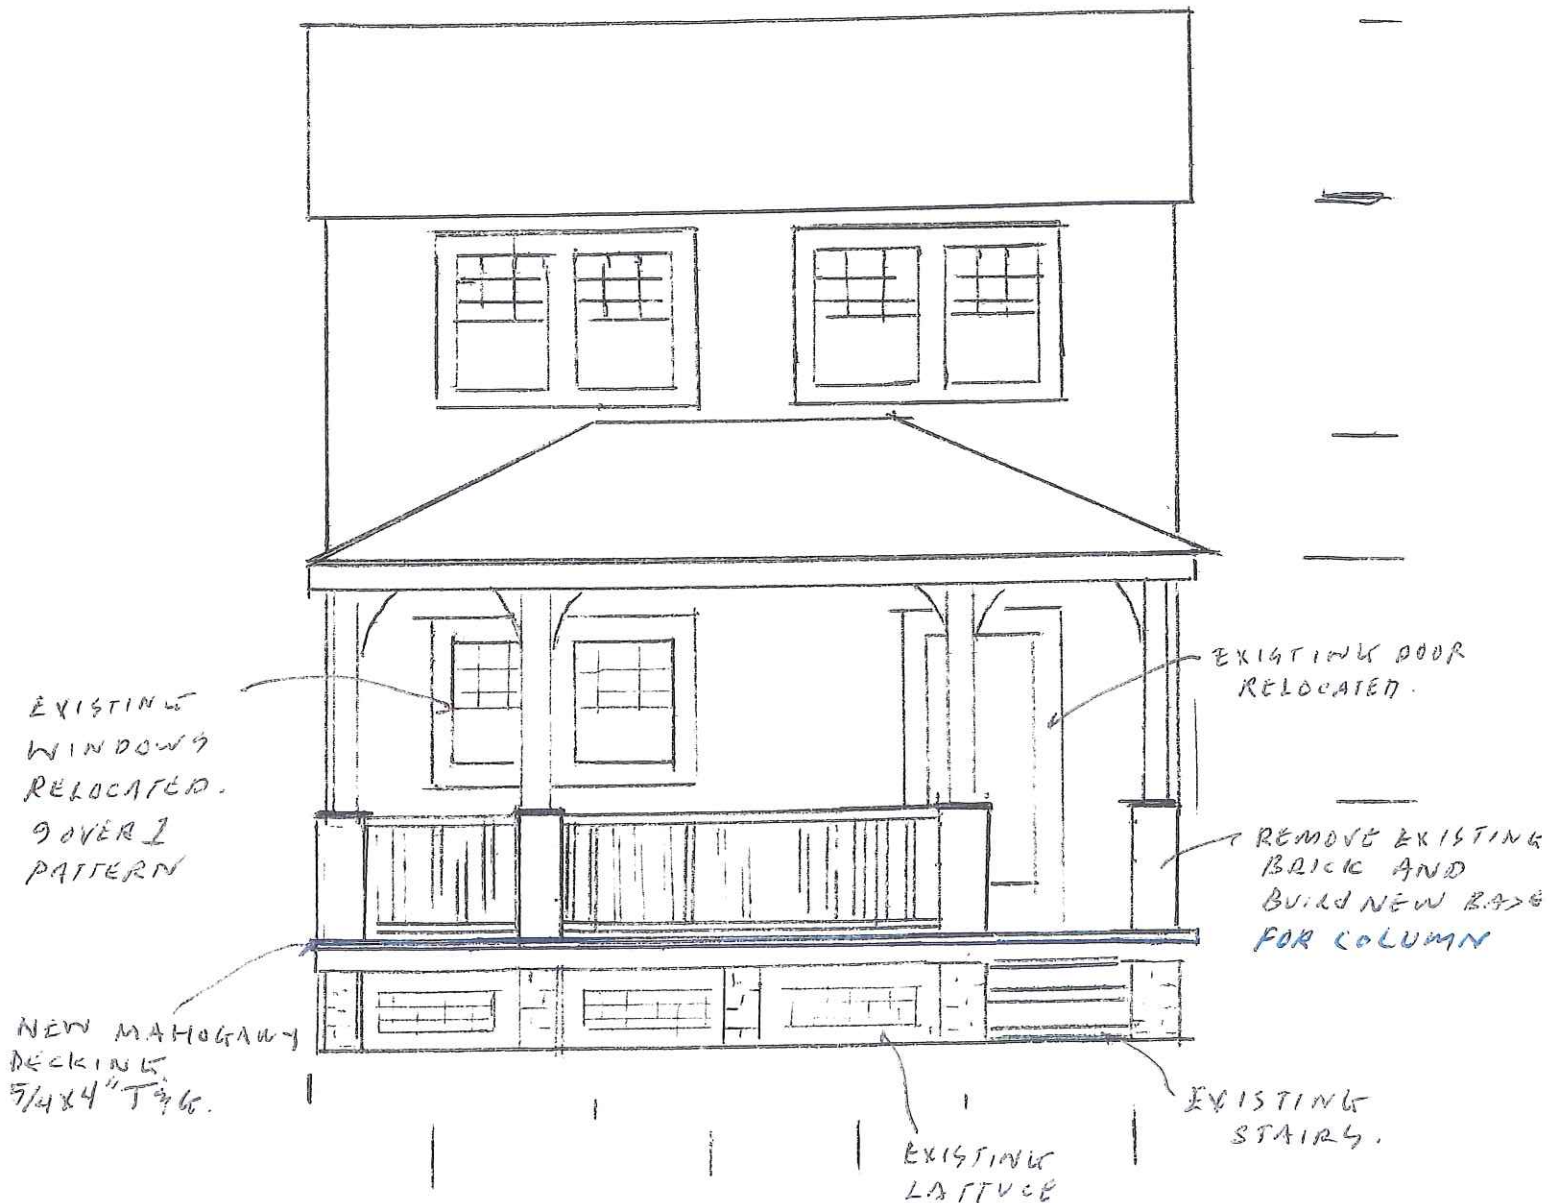 EXISTING
WINDOWS
RELOCATED.
9 OVER 1
PATTERN
EXISTING DOOR
RELOCATED.
REMOVE EXISTING
BRICK AND
BUILD NEW BASE
FOR COLUMN
NEW MAHOGANY
DECKING
5/4X4" T&G.
EXISTING
LATTUCE
EXISTING
STAIRS.